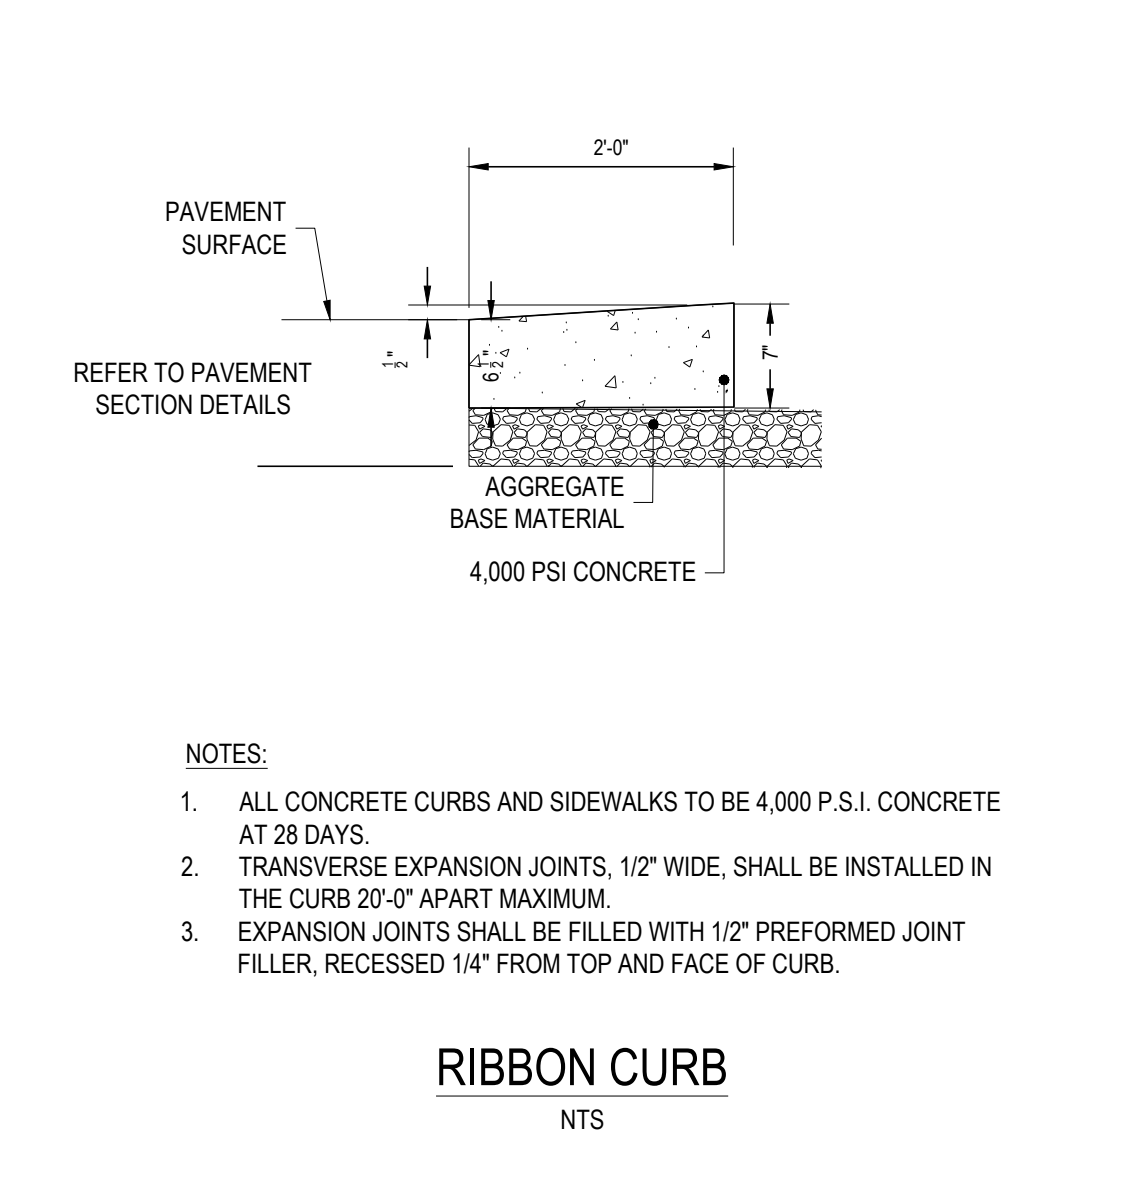 2'-0"
PAVEMENT
SURFACE
1/2"
6 1/2"
7"
REFER TO PAVEMENT
SECTION DETAILS
AGGREGATE
BASE MATERIAL
4,000 PSI CONCRETE
NOTES:
1. ALL CONCRETE CURBS AND SIDEWALKS TO BE 4,000 P.S.I. CONCRETE
AT 28 DAYS.
2. TRANSVERSE EXPANSION JOINTS, 1/2" WIDE, SHALL BE INSTALLED IN
THE CURB 20'-0" APART MAXIMUM.
3. EXPANSION JOINTS SHALL BE FILLED WITH 1/2" PREFORMED JOINT
FILLER, RECESSED 1/4" FROM TOP AND FACE OF CURB.
RIBBON CURB
NTS